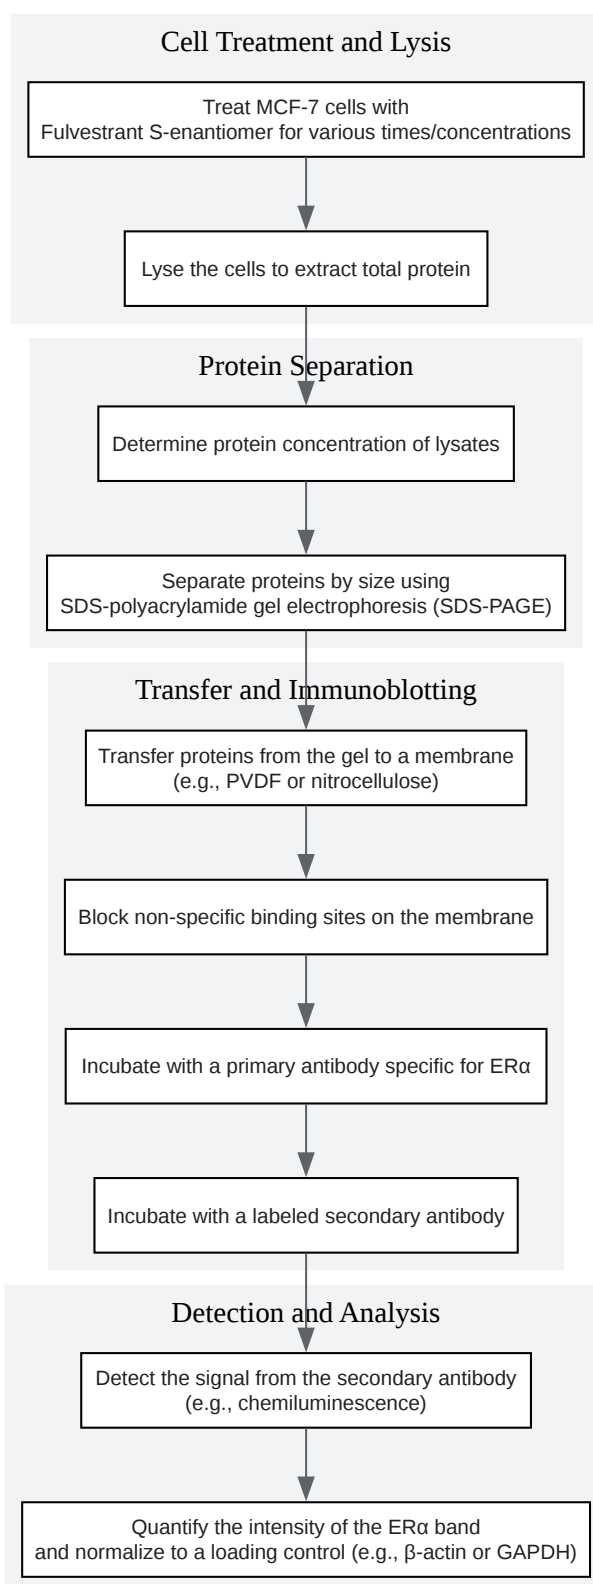 Cell Treatment and Lysis
Treat MCF-7 cells with
Fulvestrant S-enantiomer for various times/concentrations
Lyse the cells to extract total protein
Protein Separation
Determine protein concentration of lysates
Separate proteins by size using
SDS-polyacrylamide gel electrophoresis (SDS-PAGE)
Transfer and Immunoblotting
Transfer proteins from the gel to a membrane
(e.g., PVDF or nitrocellulose)
Block non-specific binding sites on the membrane
Incubate with a primary antibody specific for ERα
Incubate with a labeled secondary antibody
Detection and Analysis
Detect the signal from the secondary antibody
(e.g., chemiluminescence)
Quantify the intensity of the ERα band
and normalize to a loading control (e.g., β-actin or GAPDH)